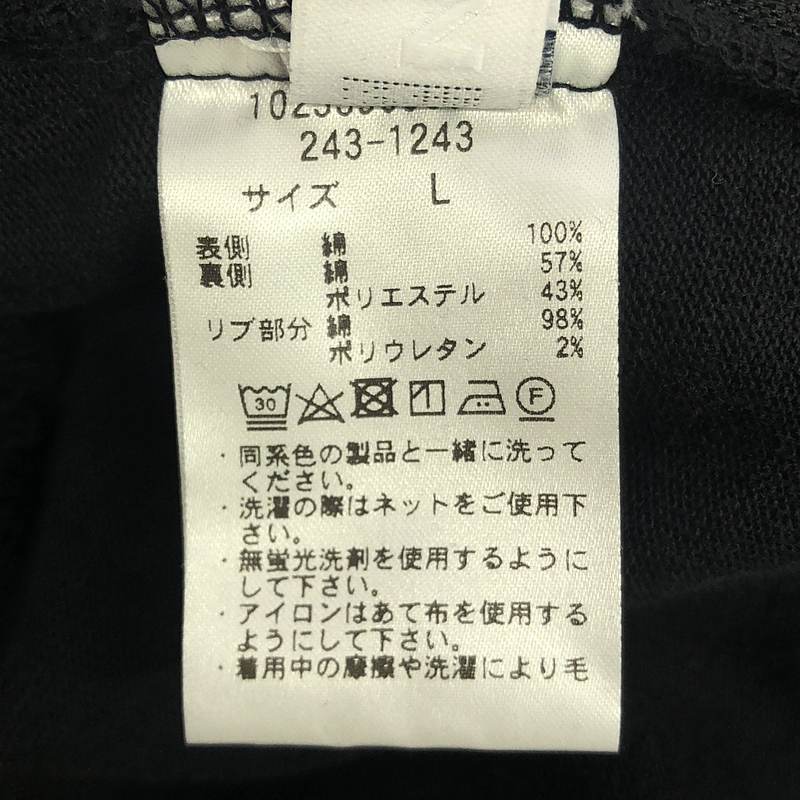 243-1243
サイズ L
表側 綿 100%
裏側 綿 57%
ポリエステル 43%
リブ部分 綿 98%
ポリウレタン 2%
30 F
・同系色の製品と一緒に洗って
ください。
・洗濯の際はネットをご使用下
さい。
・無蛍光洗剤を使用するように
して下さい。
・アイロンはあて布を使用する
ようにして下さい。
・着用中の摩擦や洗濯により毛